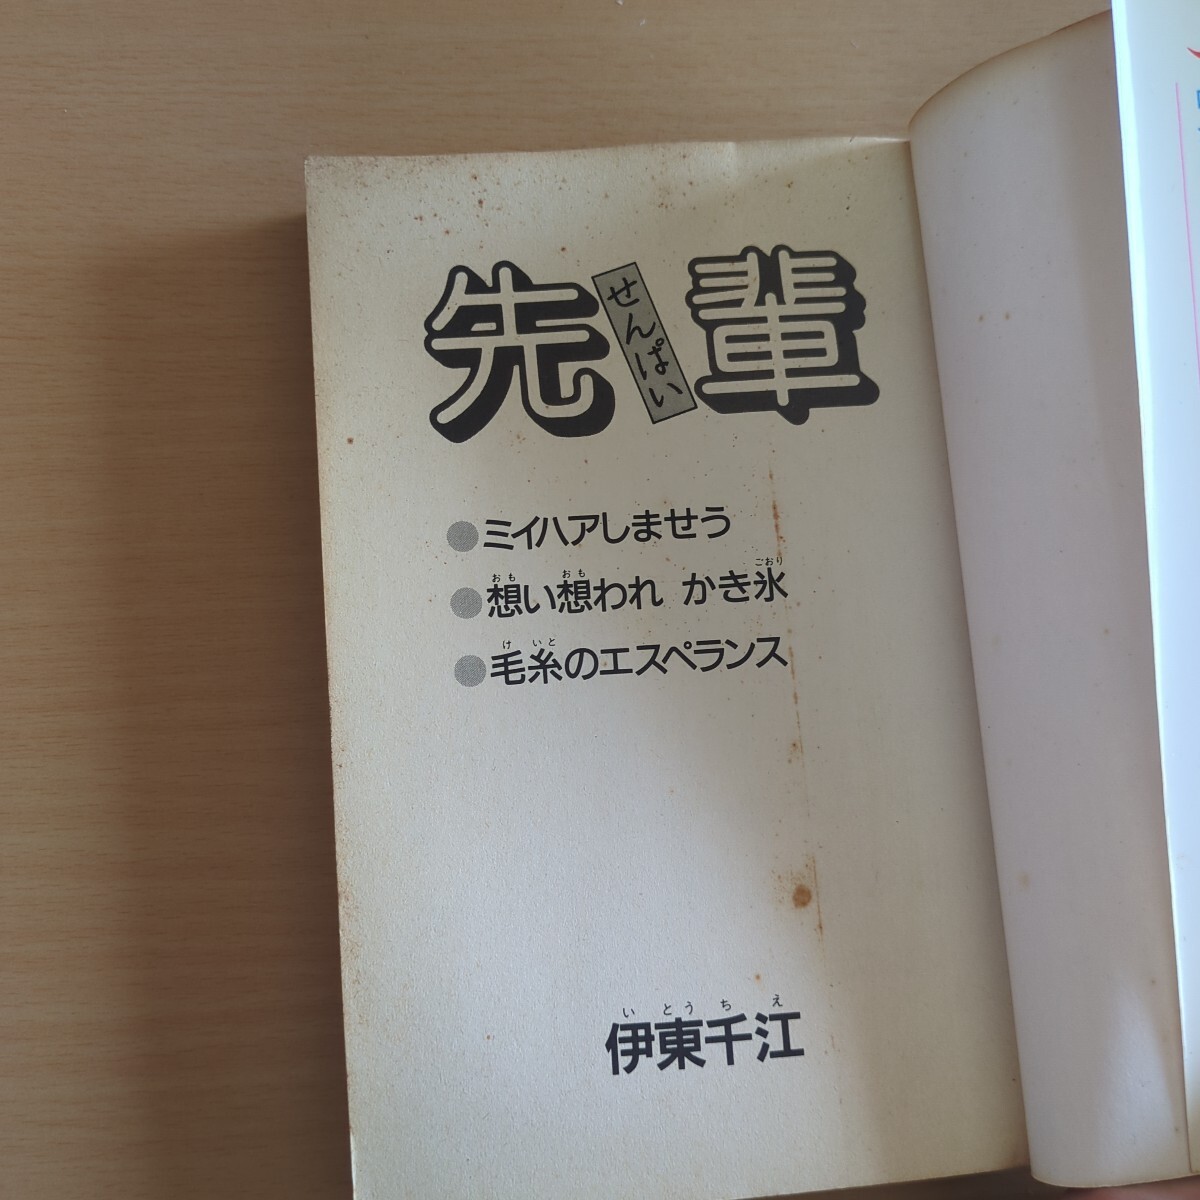 先輩
せんぱい
●ミイハアしませう
●想い想われ かき氷
おも おも ごおり
●毛糸のエスペランス
け いと
伊東千江
い とう ち え